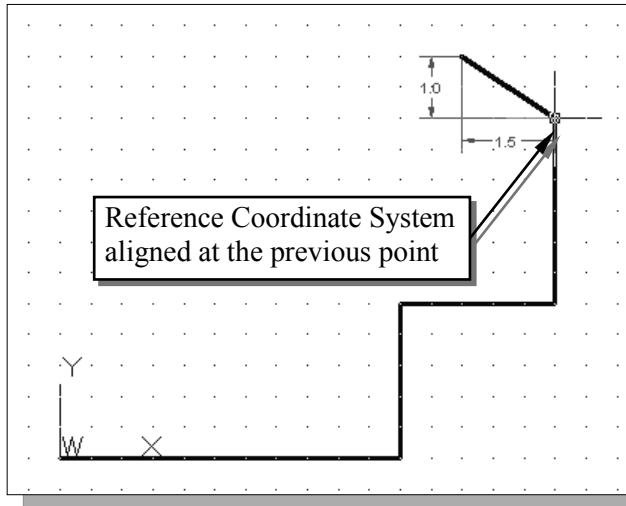 1.0
1.5
Reference Coordinate System
aligned at the previous point
Y
W X